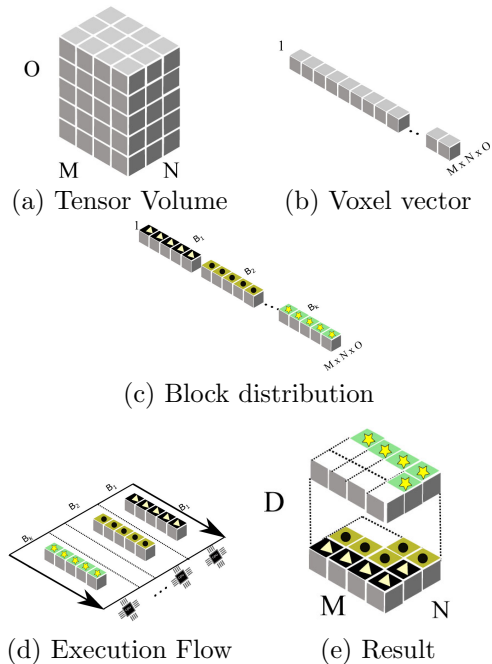 O
M N
(a) Tensor Volume
1
...
M x N x O
(b) Voxel vector
1
B₁
B₂
...
Bₖ
M x N x O
(c) Block distribution
Bₖ
B₂
B₁
B₁
...
(d) Execution Flow
D
M N
(e) Result